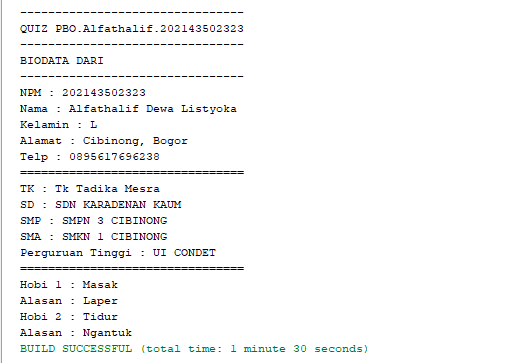 --------------------------------
QUIZ PBO.Alfathalif.202143502323
--------------------------------
BIODATA DARI
--------------------------------
NPM : 202143502323
Nama : Alfathalif Dewa Listyoka
Kelamin : L
Alamat : Cibinong, Bogor
Telp : 0895617696238
================================
TK : Tk Tadika Mesra
SD : SDN KARADENAN KAUM
SMP : SMPN 3 CIBINONG
SMA : SMKN 1 CIBINONG
Perguruan Tinggi : UI CONDET
================================
Hobi 1 : Masak
Alasan : Laper
Hobi 2 : Tidur
Alasan : Ngantuk
BUILD SUCCESSFUL (total time: 1 minute 30 seconds)